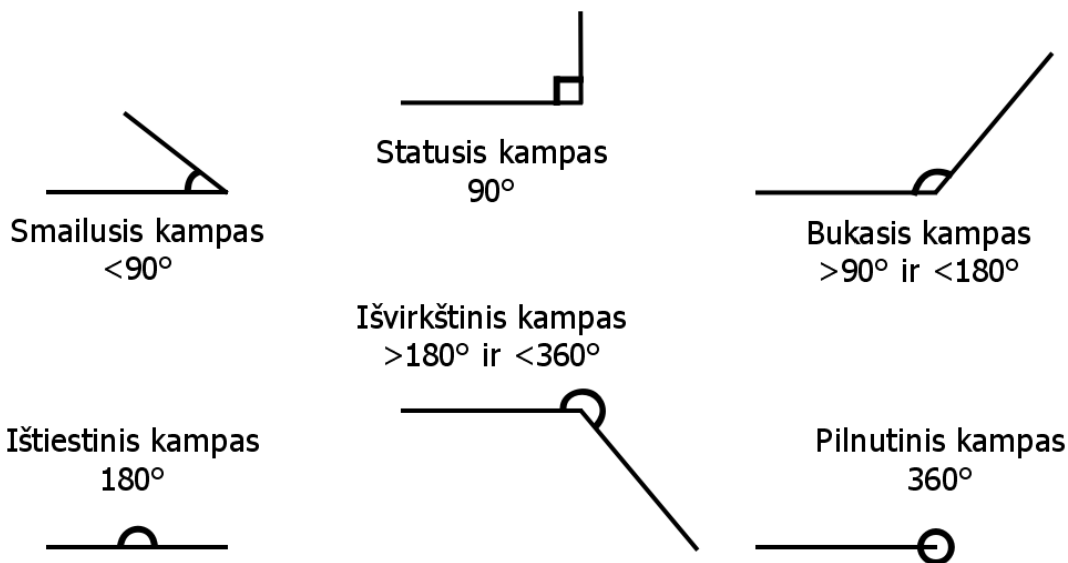 Statusis kampas
90°
Smailusis kampas
<90°
Bukasis kampas
>90° ir <180°
Išvirkštinis kampas
>180° ir <360°
Ištiestinis kampas
180°
Pilnutinis kampas
360°